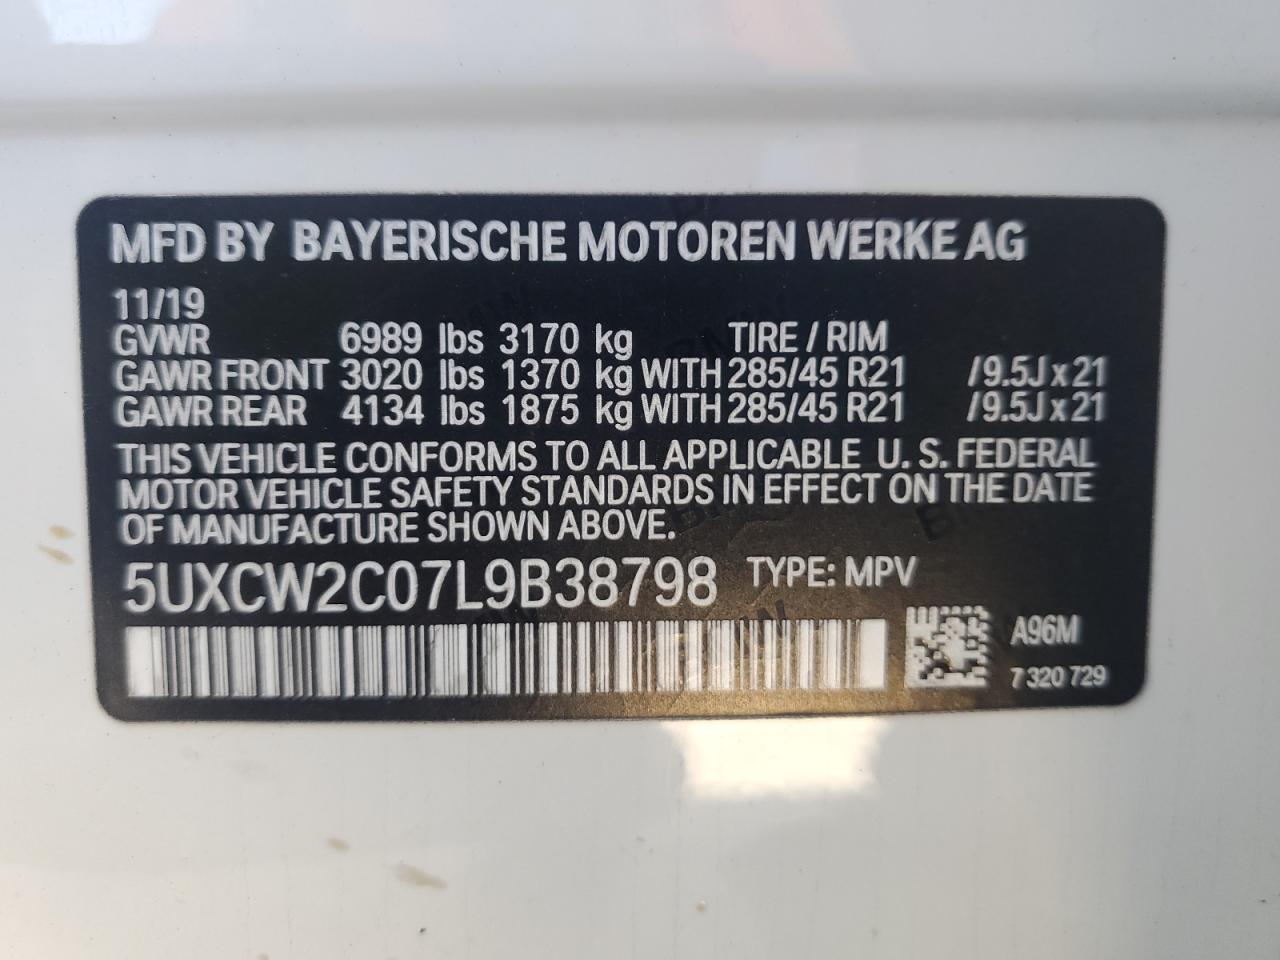 MFD BY BAYERISCHE MOTOREN WERKE AG
11/19
GVWR 6989 lbs 3170 kg TIRE / RIM
GAWR FRONT 3020 lbs 1370 kg WITH 285/45 R21 /9.5J x 21
GAWR REAR 4134 lbs 1875 kg WITH 285/45 R21 /9.5J x 21
THIS VEHICLE CONFORMS TO ALL APPLICABLE U. S. FEDERAL
MOTOR VEHICLE SAFETY STANDARDS IN EFFECT ON THE DATE
OF MANUFACTURE SHOWN ABOVE.
5UXCW2C07L9B38798 TYPE: MPV
A96M
7 320 729